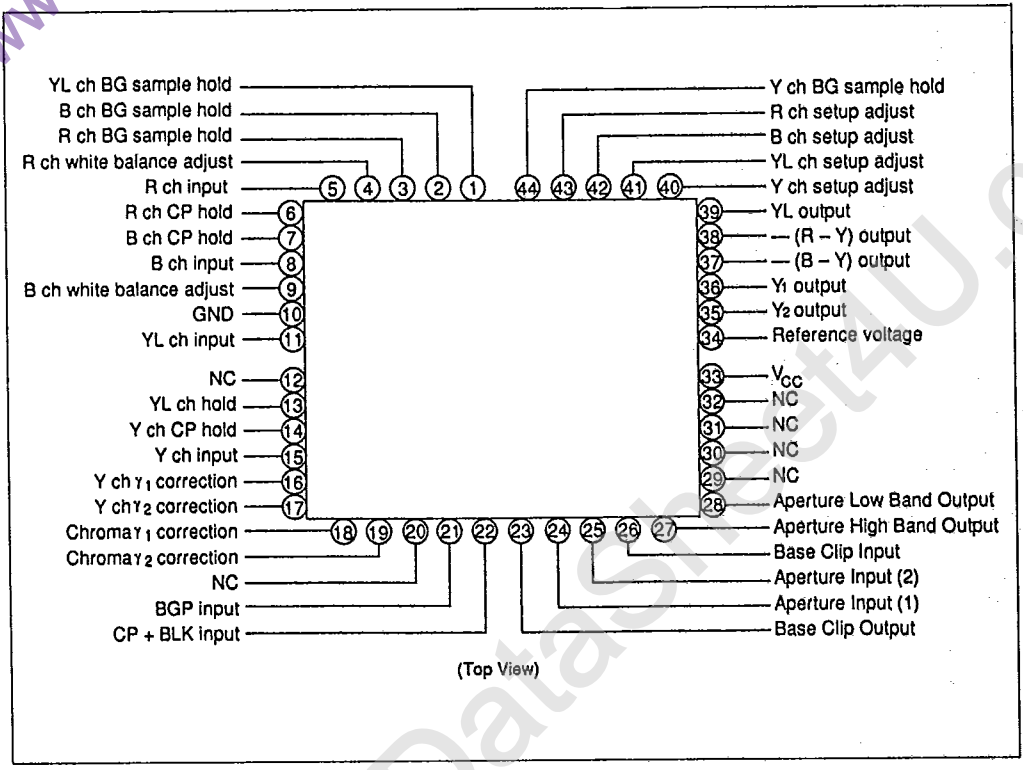 YL ch BG sample hold
B ch BG sample hold
R ch BG sample hold
R ch white balance adjust
R ch input
R ch CP hold
B ch CP hold
B ch input
B ch white balance adjust
GND
YL ch input
NC
YL ch hold
Y ch CP hold
Y ch input
Y ch γ1 correction
Y ch γ2 correction
Chroma γ1 correction
Chroma γ2 correction
NC
BGP input
CP + BLK input
5 4 3 2 1 44 43 42 41 40
6
7
8
9
10
11
12
13
14
15
16
17
18 19 20 21 22 23 24 25 26 27
39
38
37
36
35
34
33
32
31
30
29
28
Y ch BG sample hold
R ch setup adjust
B ch setup adjust
YL ch setup adjust
Y ch setup adjust
YL output
— (R – Y) output
— (B – Y) output
Y1 output
Y2 output
Reference voltage
VCC
NC
NC
NC
NC
Aperture Low Band Output
Aperture High Band Output
Base Clip Input
Aperture Input (2)
Aperture Input (1)
Base Clip Output
(Top View)
DataSheet4U.c
ww